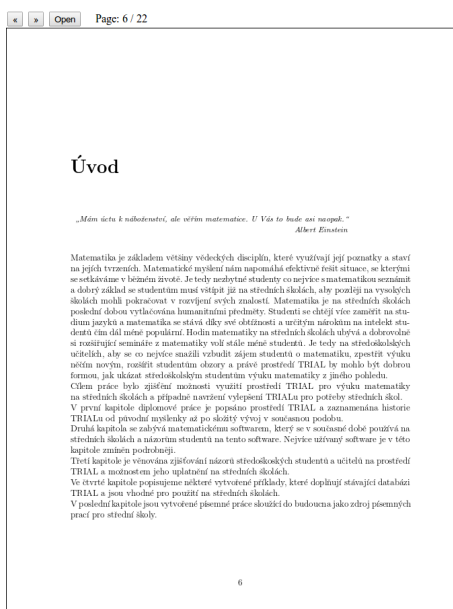 « » Open Page: 6 / 22
Úvod
„Mám úctu k náboženství, ale věřím matematice. U Vás to bude asi naopak.“
Albert Einstein
Matematika je základem většiny vědeckých disciplín, které využívají její poznatky a staví
na jejích tvrzeních. Matematické myšlení nám napomáhá efektivně řešit situace, se kterými
se setkáváme v běžném životě. Je tedy nezbytné studenty co nejvíce s matematikou seznámit
a dobrý základ se studentům musí vštípit již na středních školách, aby později na vysokých
školách mohli pokračovat v rozvíjení svých znalostí. Matematika je na středních školách
poslední dobou vytlačována humanitními předměty. Studenti se chtějí více zaměřit na stu-
dium jazyků a matematika se stává díky své obtížnosti a určitým nárokům na intelekt stu-
dentů čím dál méně populární. Hodin matematiky na středních školách ubývá a dobrovolně
si rozšiřující semináře z matematiky volí stále méně studentů. Je tedy na středoškolských
učitelích, aby se co nejvíce snažili vzbudit zájem studentů o matematiku, zpestřit výuku
něčím novým, rozšířit studentům obzory a právě prostředí TRIAL by mohlo být dobrou
formou, jak ukázat středoškolským studentům výuku matematiky z jiného pohledu.
Cílem práce bylo zjištění možnosti využití prostředí TRIAL pro výuku matematiky
na středních školách a případně navržení vylepšení TRIALu pro potřeby středních škol.
V první kapitole diplomové práce je popsáno prostředí TRIAL a zaznamenána historie
TRIALu od původní myšlenky až po složitý vývoj v současnou podobu.
Druhá kapitola se zabývá matematickému softwarem, který se v současné době používá na
středních školách a názorům studentů na tento software. Nejvíce užívaný software je v této
kapitole zmíněn podrobněji.
Třetí kapitole je věnována zjišťování názorů středoškoských studentů a učitelů na prostředí
TRIAL a možnostem jeho uplatnění na středních školách.
Ve čtvrté kapitole popisujeme některé vytvořené příklady, které doplňují stávající databázi
TRIAL a jsou vhodné pro použití na středních školách.
V poslední kapitole jsou vytvořené písemné práce sloužící do budoucna jako zdroj písemných
prací pro střední školy.
6